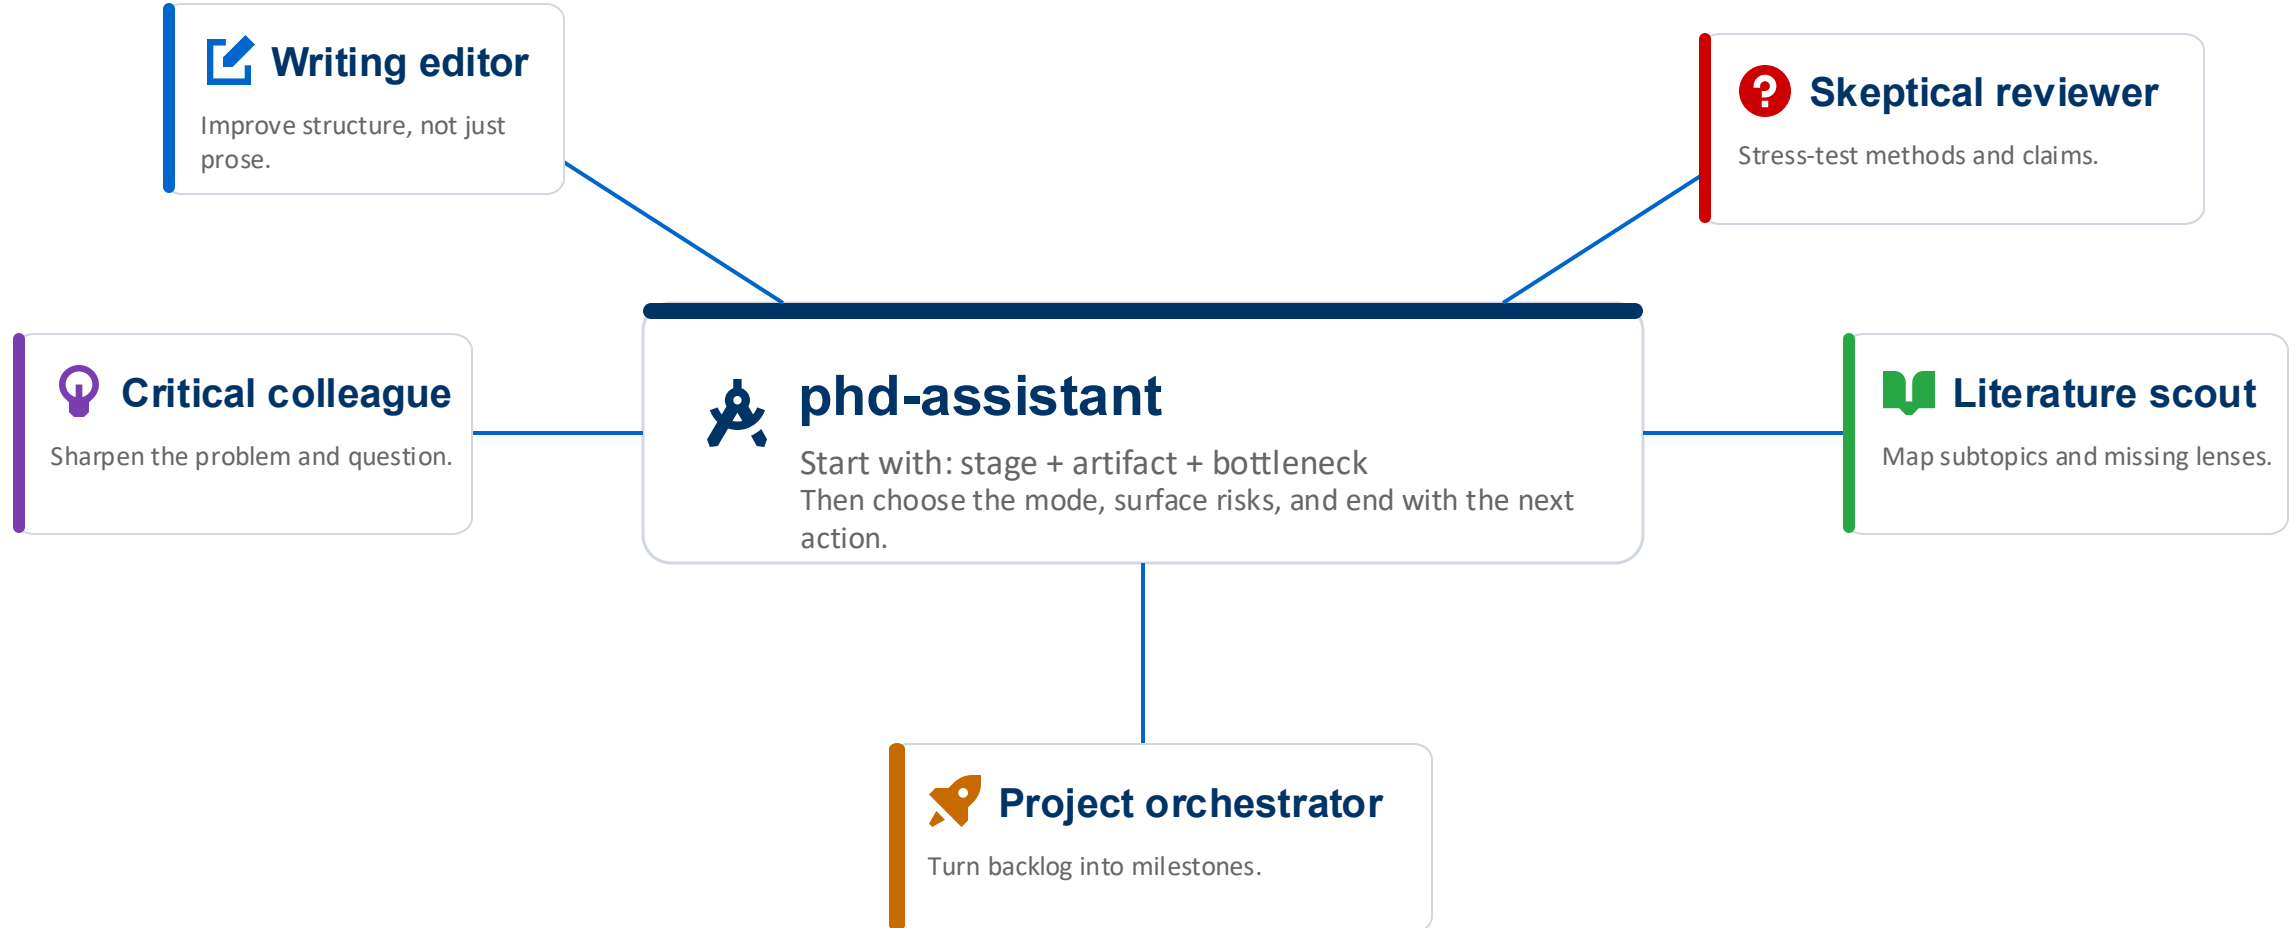 Writing editor
Improve structure, not just
prose.
Skeptical reviewer
Stress-test methods and claims.
Critical colleague
Sharpen the problem and question.
phd-assistant
Start with: stage + artifact + bottleneck
Then choose the mode, surface risks, and end with the next
action.
Literature scout
Map subtopics and missing lenses.
Project orchestrator
Turn backlog into milestones.